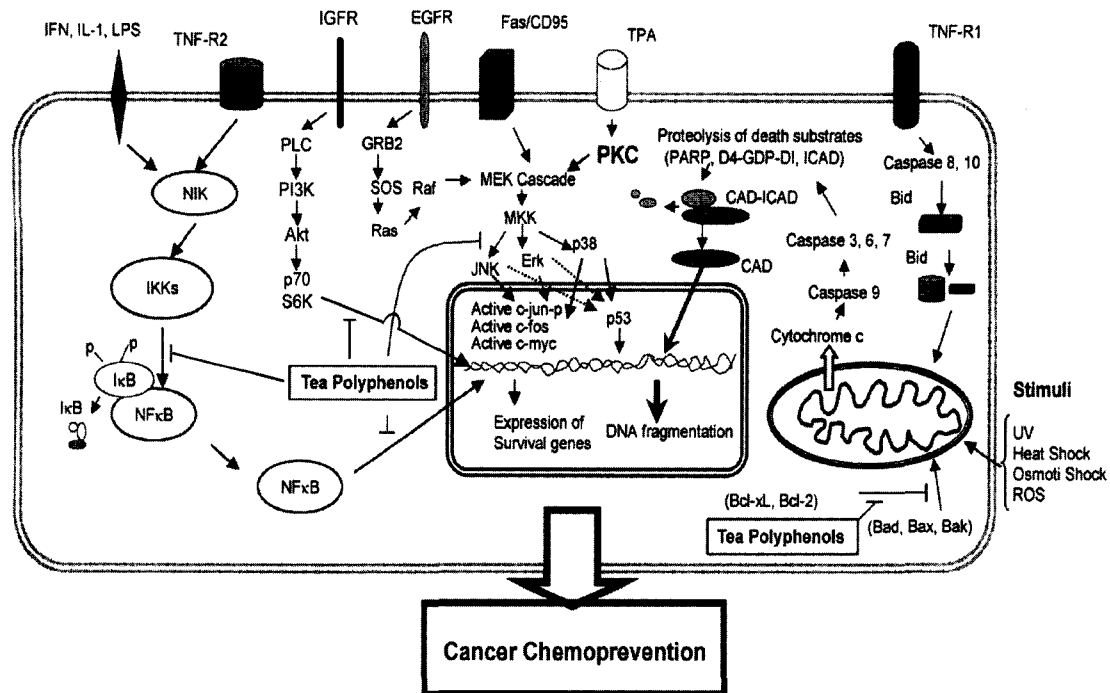 IFN, IL-1, LPS
TNF-R2
IGFR
EGFR
Fas/CD95
TPA
TNF-R1
NIK
IKKs
p
p
IκB
NFκB
IκB
NFκB
PLC
PI3K
Akt
p70
S6K
GRB2
SOS
Ras
Raf
MEK Cascade
PKC
MKK
JNK
Erk
p38
Active c-jun-p
Active c-fos
Active c-myc
p53
Expression of
Survival genes
DNA fragmentation
Tea Polyphenols
Proteolysis of death substrates
(PARP, D4-GDP-DI, ICAD)
CAD-ICAD
CAD
Caspase 8, 10
Bid
Bid
Caspase 3, 6, 7
Caspase 9
Cytochrome c
Stimuli
UV
Heat Shock
Osmoti Shock
ROS
(Bcl-xL, Bcl-2)
Tea Polyphenols
(Bad, Bax, Bak)
Cancer Chemoprevention